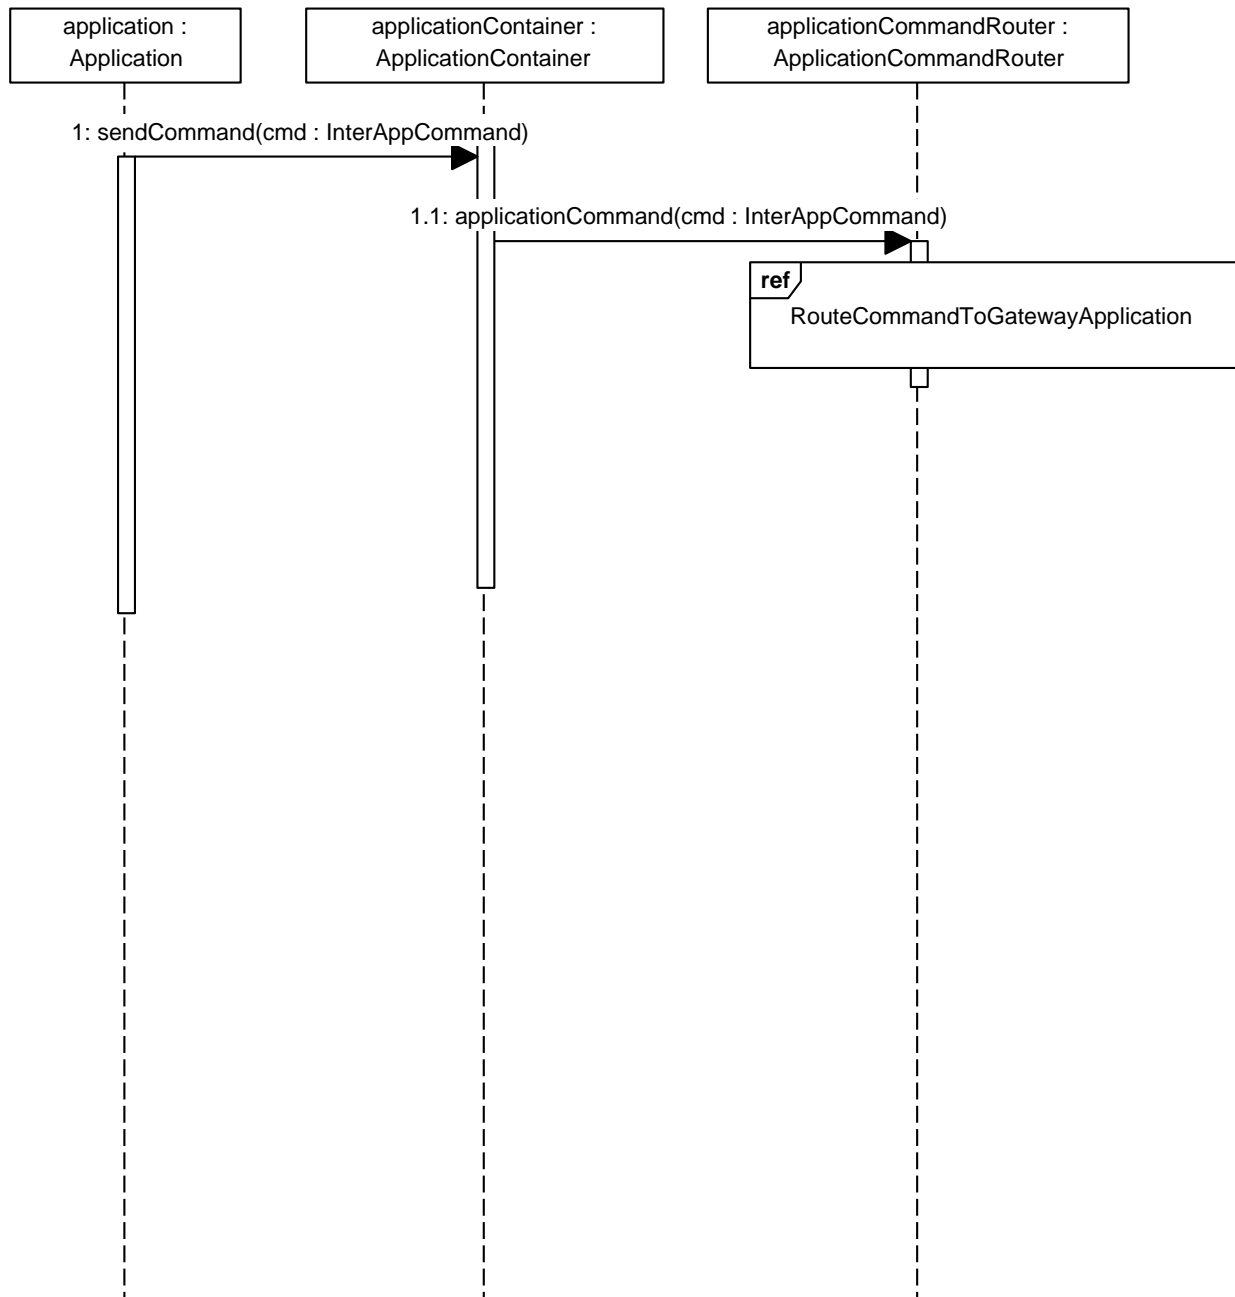 application :
Application
applicationContainer :
ApplicationContainer
applicationCommandRouter :
ApplicationCommandRouter
1: sendCommand(cmd : InterAppCommand)
1.1: applicationCommand(cmd : InterAppCommand)
ref
RouteCommandToGatewayApplication